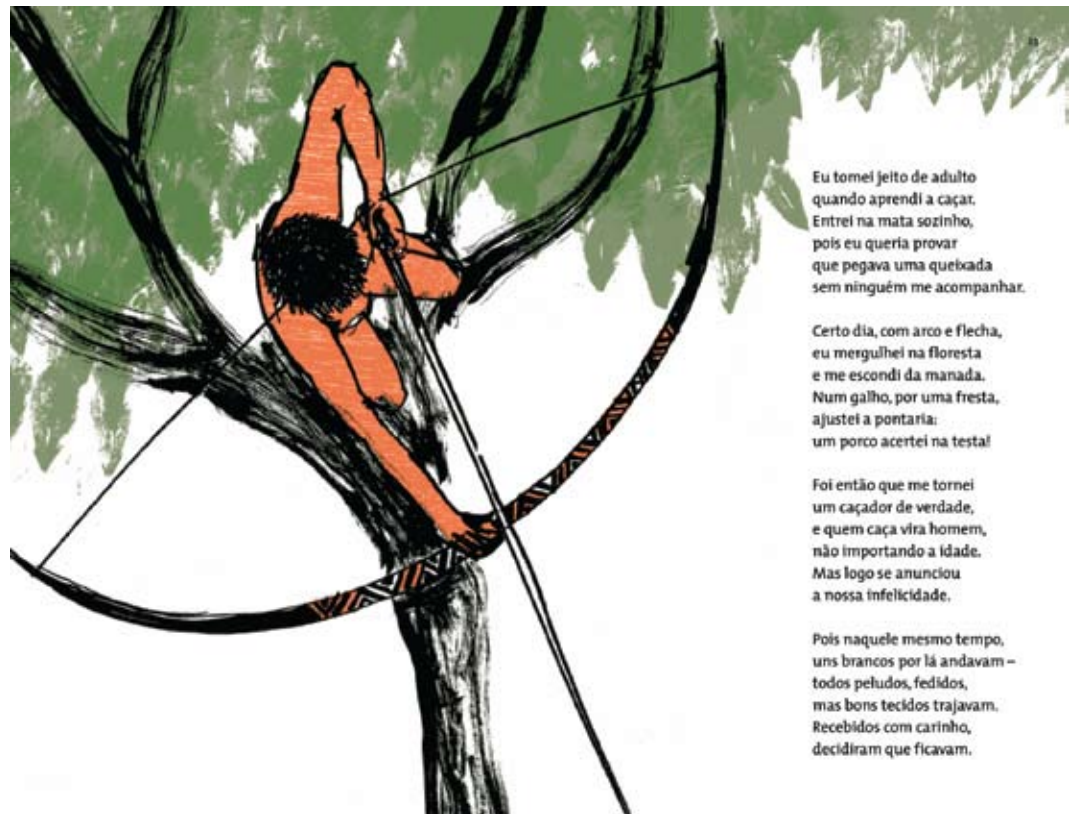 Eu tomei jeito de adulto
quando aprendi a caçar.
Entrei na mata sozinho,
pois eu queria provar
que pegava uma queixada
sem ninguém me acompanhar.
Certo dia, com arco e flecha,
eu mergulhei na floresta
e me escondi da manada.
Num galho, por uma fresta,
ajustei a pontaria:
um porco acertei na testa!
Foi então que me tornei
um caçador de verdade,
e quem caça vira homem,
não importando a idade.
Mas logo se anunciou
a nossa infelicidade.
Pois naquele mesmo tempo,
uns brancos por lá andavam –
todos peludos, fedidos,
mas bons tecidos trajavam.
Recebidos com carinho,
decidiram que ficavam.